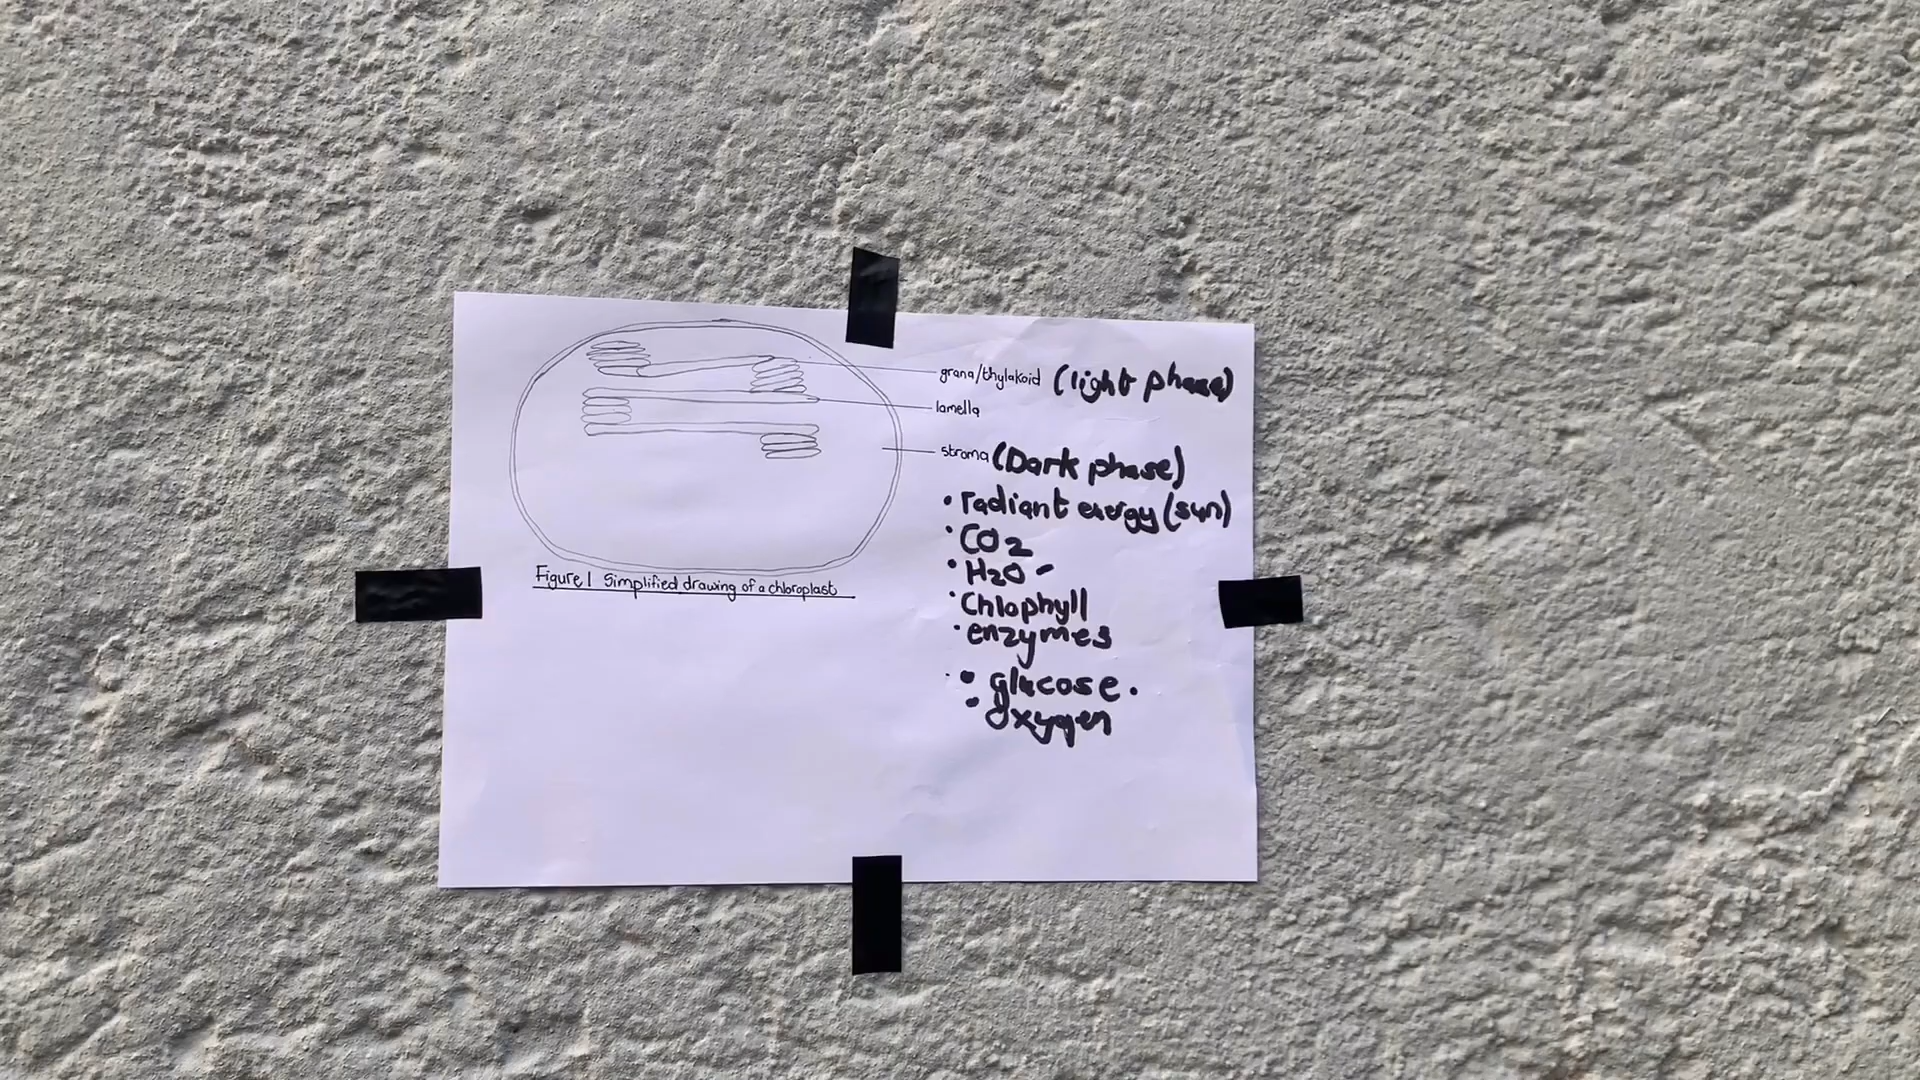 grana/thylakoid (light phase)
lamella
stroma (Dark phase)
• radiant energy (sun)
• CO2
• H2O -
• Chlophyll
• enzymes
• glucose.
• oxygen
Figure 1 Simplified drawing of a chloroplast